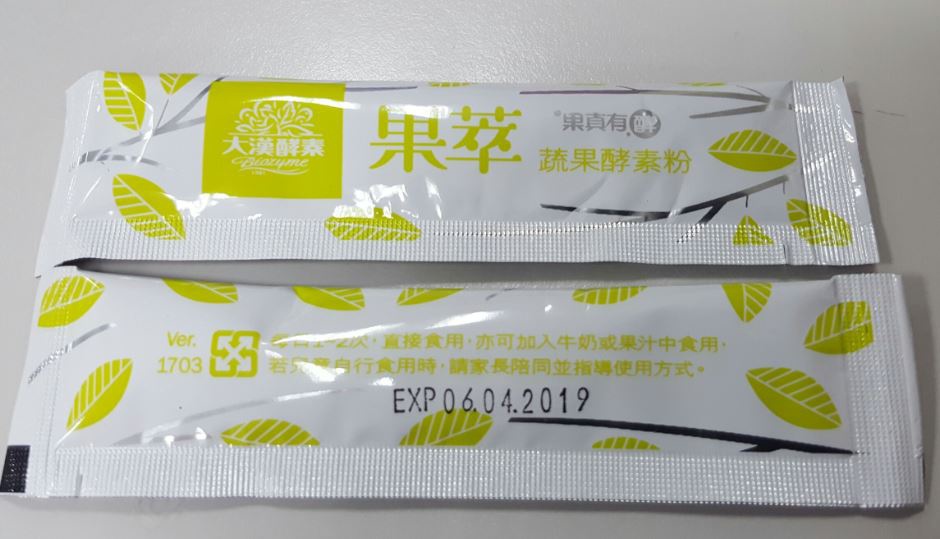 大漢酵素
Biozyme
1981
果萃
果真有酵
蔬果酵素粉
Ver.
1703
每日1~2次，直接食用，亦可加入牛奶或果汁中食用，
若兒童自行食用時，請家長陪同並指導使用方式。
EXP 06.04.2019